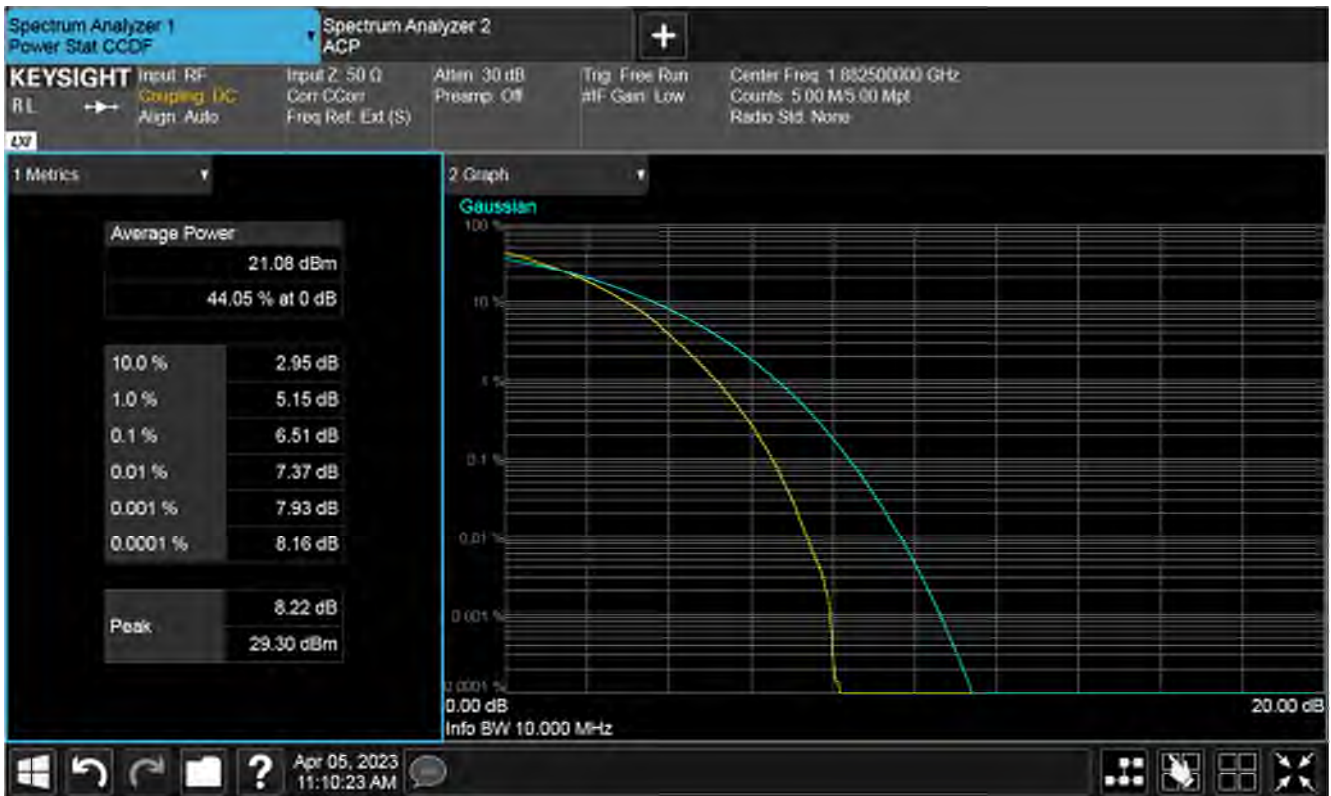 Spectrum Analyzer 1
Power Stat CCDF
Spectrum Analyzer 2
ACP
KEYSIGHT
RL
LXI
Input: RF
Coupling: DC
Align: Auto
Input Z: 50 Ω
Corr CCorr
Freq Ref: Ext (S)
Atten: 30 dB
Preamp: Off
Trig: Free Run
#IF Gain: Low
Center Freq: 1.882500000 GHz
Counts: 5.00 M/5.00 Mpt
Radio Std: None
1 Metrics
Average Power
21.08 dBm
44.05 % at 0 dB
10.0 % 2.95 dB
1.0 % 5.15 dB
0.1 % 6.51 dB
0.01 % 7.37 dB
0.001 % 7.93 dB
0.0001 % 8.16 dB
Peak 8.22 dB
29.30 dBm
2 Graph
Gaussian
100 %
10 %
1 %
0.1 %
0.01 %
0.001 %
0.0001 %
0.00 dB 20.00 dB
Info BW 10.000 MHz
?
Apr 05, 2023
11:10:23 AM